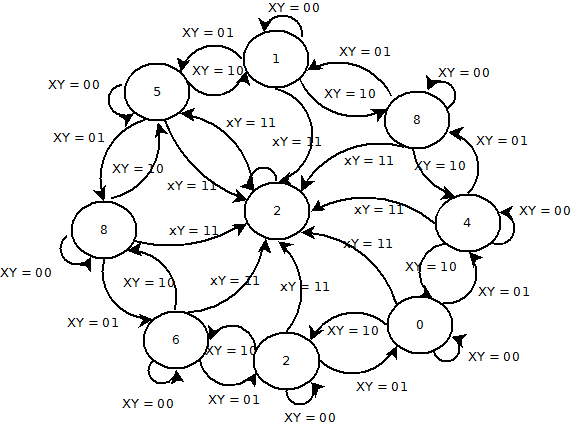 XY = 00
XY = 01
XY = 01
1
XY = 10
XY = 00
XY = 00
5
XY = 10
8
xY = 11
XY = 01
xY = 11
XY = 01
xY = 11
XY = 10
XY = 10
xY = 11
2
xY = 11
XY = 00
8
xY = 11
4
xY = 11
XY = 00
XY = 10
XY = 10
xY = 11
xY = 11
XY = 01
XY = 01
XY = 10
0
6
XY = 10
2
XY = 00
XY = 01
XY = 01
XY = 00
XY = 00